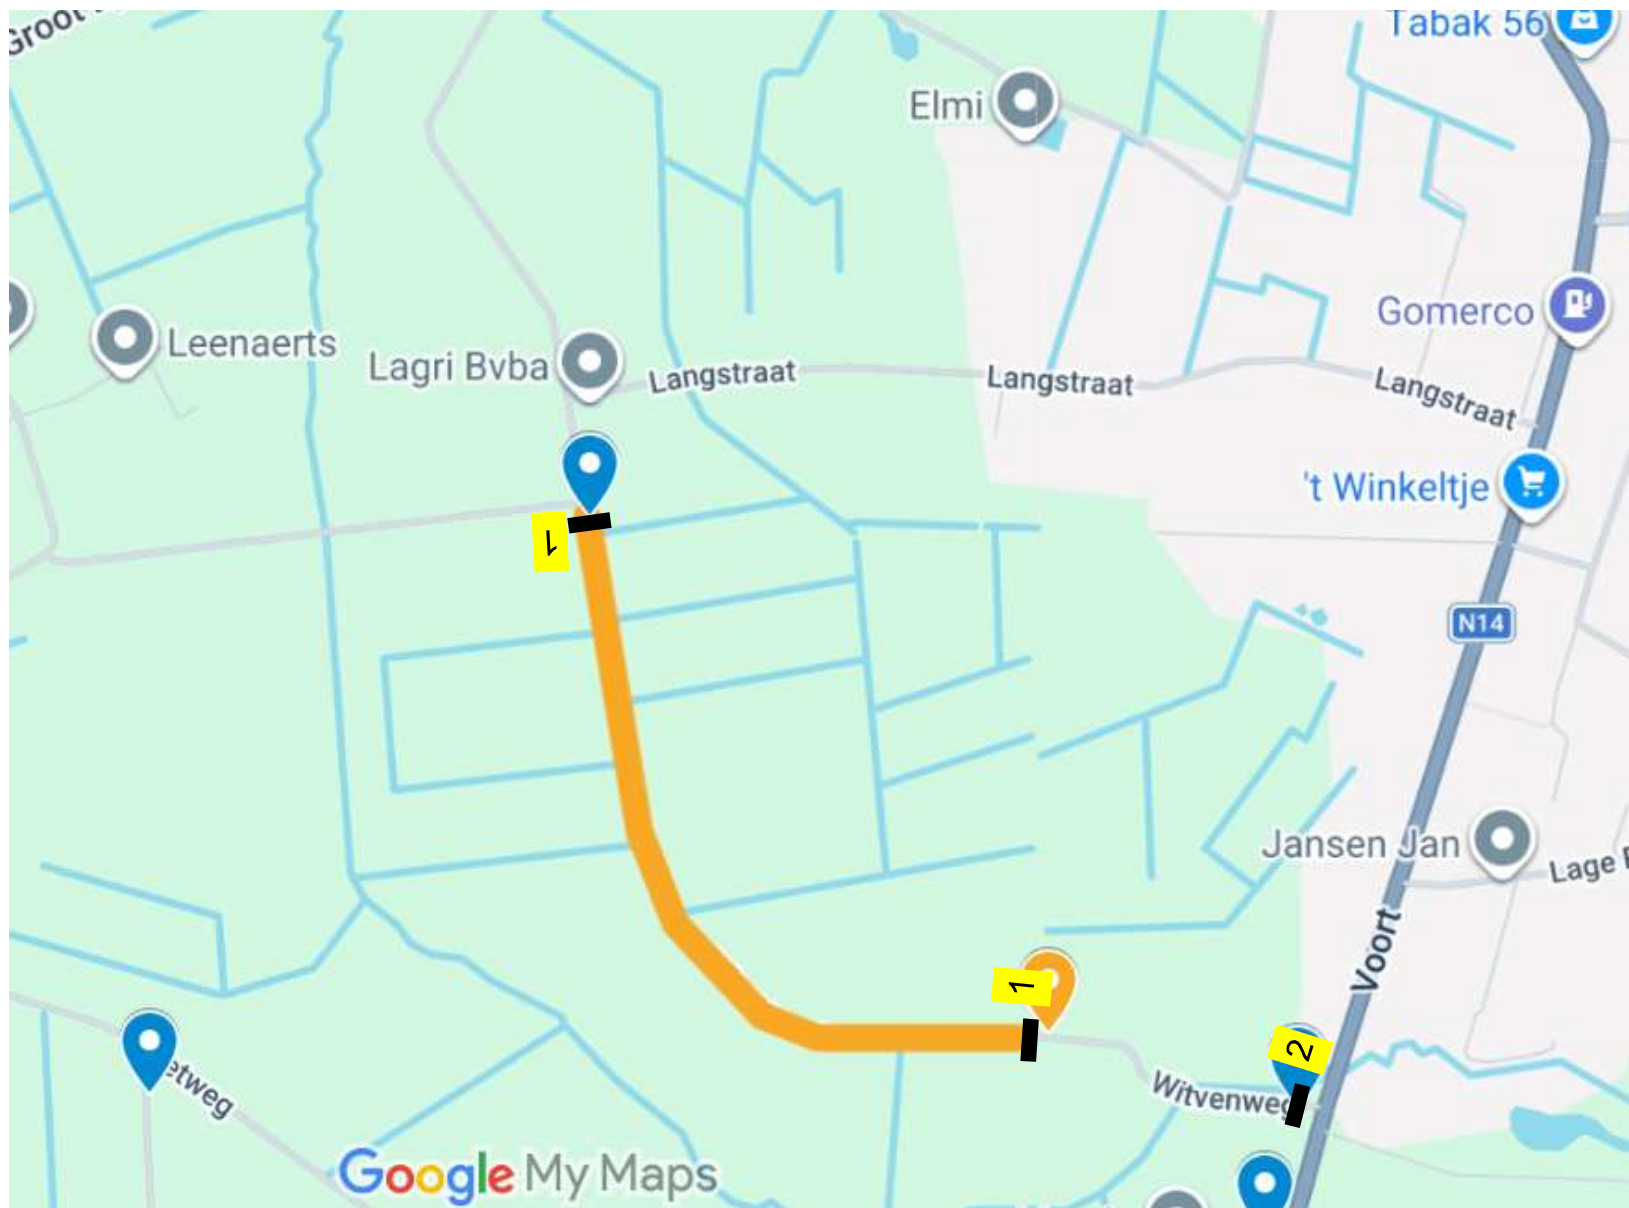 Groot
Tabak 56
Elmi
Gomerco
Leenaerts
Lagri Bvba
Langstraat
Langstraat
Langstraat
't Winkeltje
1
N14
Jansen Jan
Lage
Voort
1
2
etweg
Witvenweg
Google My Maps